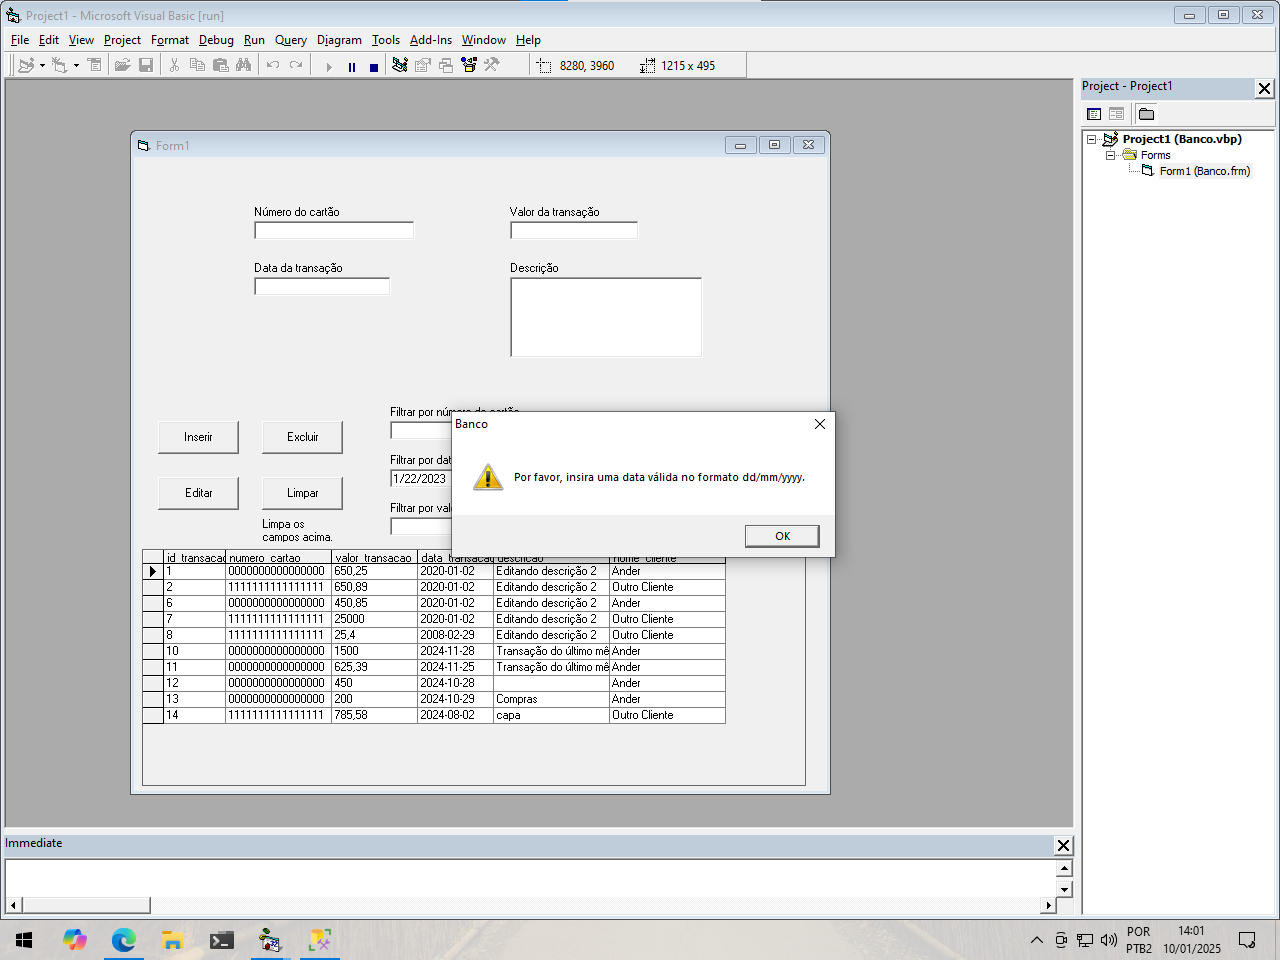 Project1 - Microsoft Visual Basic [run]
File Edit View Project Format Debug Run Query Diagram Tools Add-Ins Window Help
8280, 3960 1215 x 495
Project - Project1
Project1 (Banco.vbp)
Forms
Form1 (Banco.frm)
Form1
Número do cartão
Valor da transação
Data da transação
Descrição
Inserir
Excluir
Editar
Limpar
Limpa os
campos acima.
Filtrar por número do cartão
Filtrar por dat
1/22/2023
Filtrar por valo
Banco
Por favor, insira uma data válida no formato dd/mm/yyyy.
OK
id_transacao numero_cartao valor_transacao data_transacao descricao nome_cliente
1 0000000000000000 650,25 2020-01-02 Editando descrição 2 Ander
2 1111111111111111 650,89 2020-01-02 Editando descrição 2 Outro Cliente
6 0000000000000000 450,85 2020-01-02 Editando descrição 2 Ander
7 1111111111111111 25000 2020-01-02 Editando descrição 2 Outro Cliente
8 1111111111111111 25,4 2008-02-29 Editando descrição 2 Outro Cliente
10 0000000000000000 1500 2024-11-28 Transação do último mê Ander
11 0000000000000000 625,39 2024-11-25 Transação do último mê Ander
12 0000000000000000 450 2024-10-28 Ander
13 0000000000000000 200 2024-10-29 Compras Ander
14 1111111111111111 785,58 2024-08-02 capa Outro Cliente
Immediate
POR
PTB2
14:01
10/01/2025